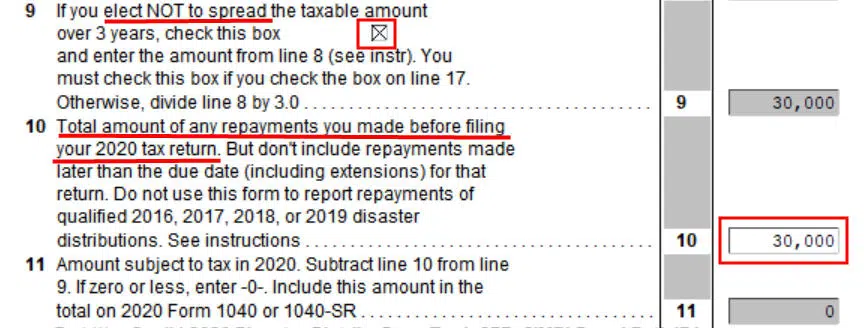 9 If you elect NOT to spread the taxable amount
over 3 years, check this box ☒
and enter the amount from line 8 (see instr). You
must check this box if you check the box on line 17.
Otherwise, divide line 8 by 3.0 . . . . . . . . . . . . . . . . . . . . . . . . . . . . . . . . . . . . . . 9 30,000
10 Total amount of any repayments you made before filing
your 2020 tax return. But don't include repayments made
later than the due date (including extensions) for that
return. Do not use this form to report repayments of
qualified 2016, 2017, 2018, or 2019 disaster
distributions. See instructions . . . . . . . . . . . . . . . . . . . . . . . . . . . . . . . . . . . . . . 10 30,000
11 Amount subject to tax in 2020. Subtract line 10 from line
9. If zero or less, enter -0-. Include this amount in the
total on 2020 Form 1040 or 1040-SR . . . . . . . . . . . . . . . . . . . . . . . . . . . . . . . . 11 0